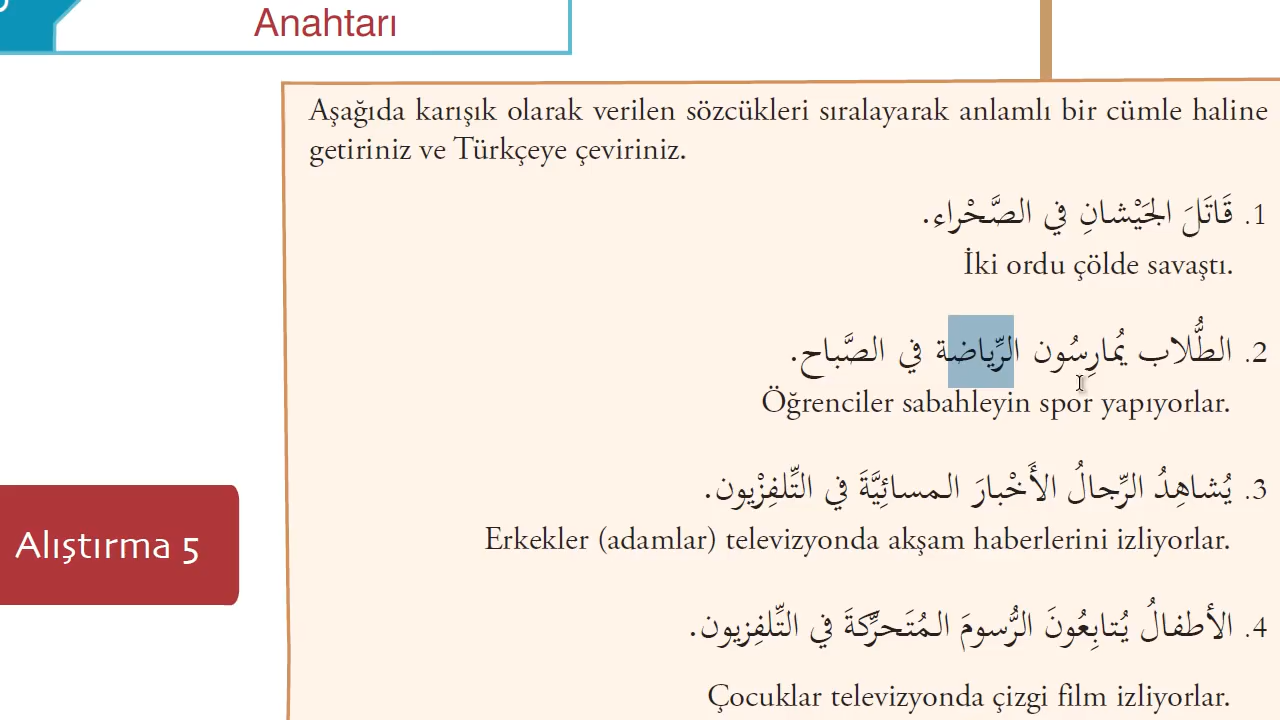 Anahtarı
Aşağıda karışık olarak verilen sözcükleri sıralayarak anlamlı bir cümle haline
getiriniz ve Türkçeye çeviriniz.
1. قَاتَلَ الجَيْشانِ في الصَّحْراء.
İki ordu çölde savaştı.
2. الطُّلاب يُمارِسُون الرِّياضة في الصَّباح.
Öğrenciler sabahleyin spor yapıyorlar.
3. يُشاهِدُ الرِّجالُ الأَخْبارَ المسائِيَّةَ في التِّلفِزْيون.
Erkekler (adamlar) televizyonda akşam haberlerini izliyorlar.
Alıştırma 5
4. الأطفالُ يُتابِعُونَ الرُّسومَ المُتَحرِّكةَ في التِّلفِزيون.
Çocuklar televizyonda çizgi film izliyorlar.